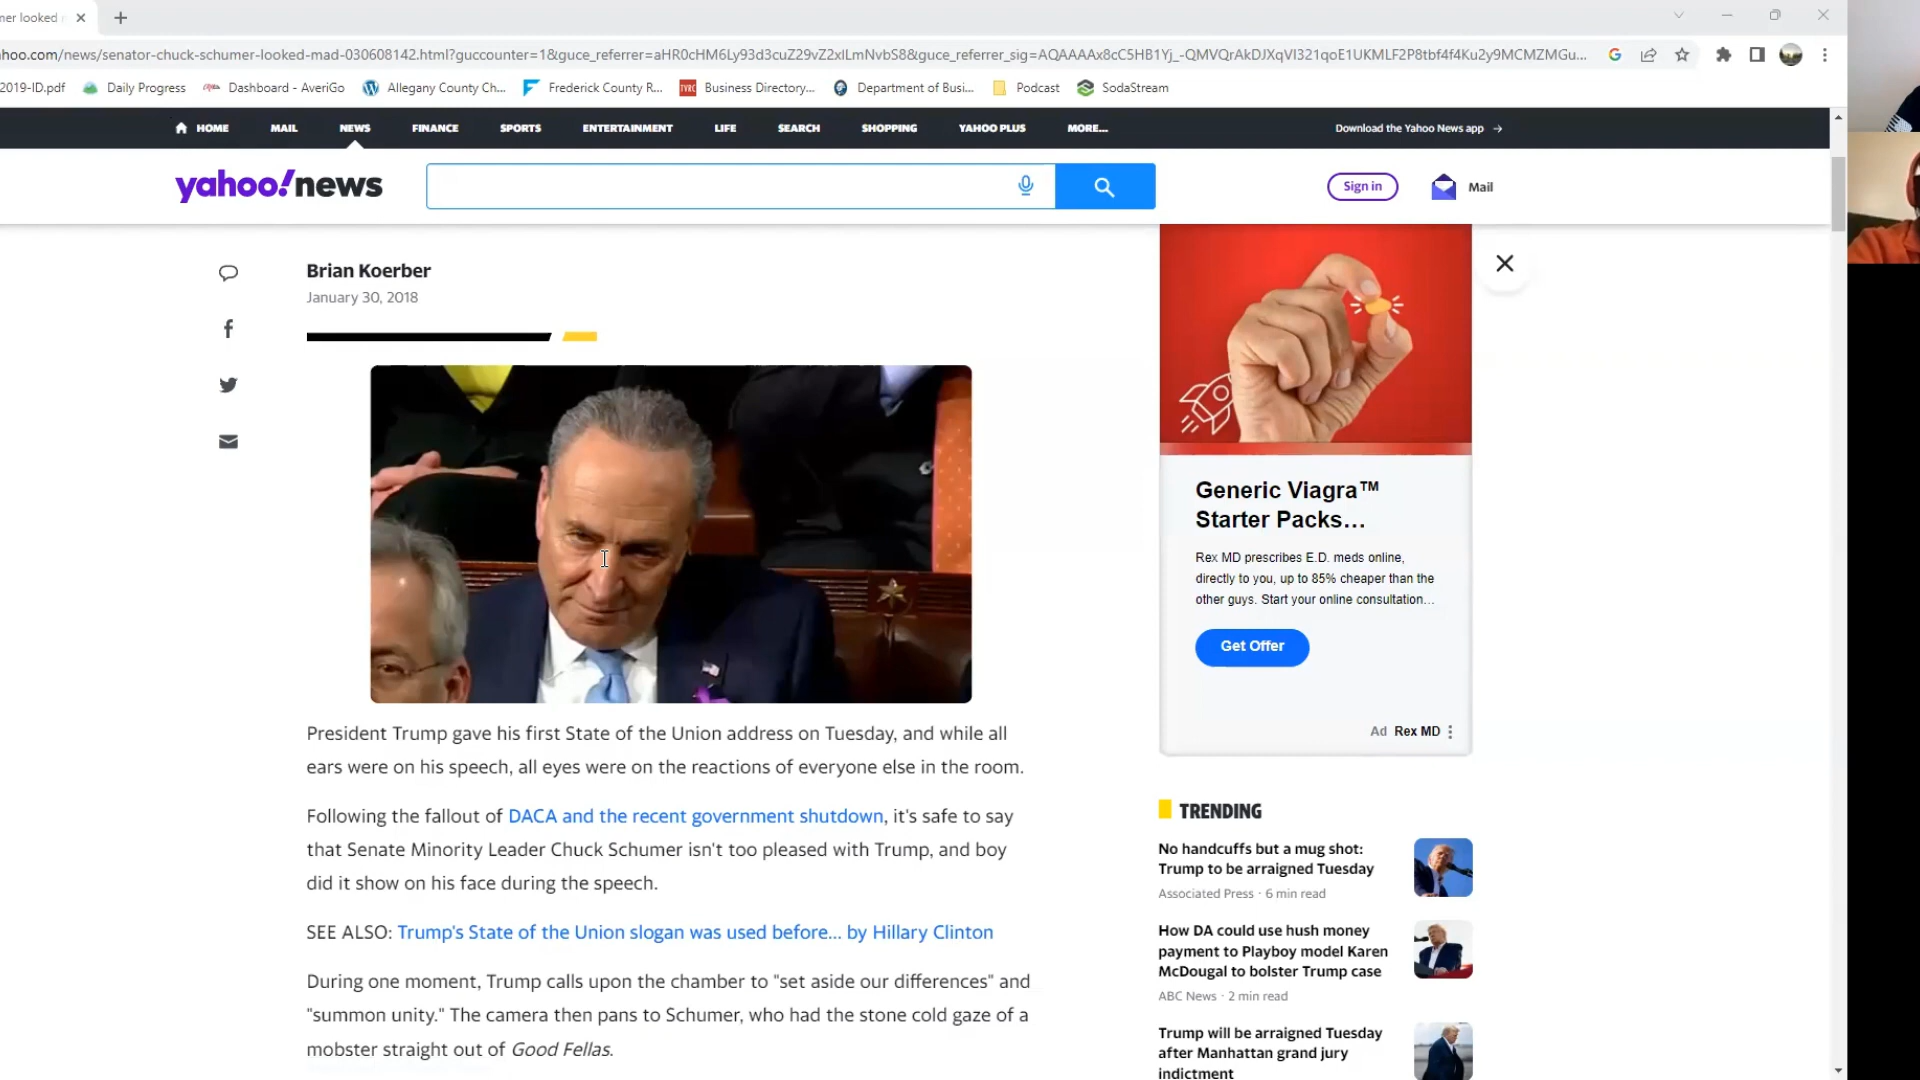 ner looked
hoo.com/news/senator-chuck-schumer-looked-mad-030608142.html?guccounter=1&guce_referrer=aHR0cHM6Ly93d3cuZ29vZ2xlLmNvbS8&guce_referrer_sig=AQAAAAx8cC5HB1Yj_-QMVQrAkDJXqVI321qoE1UKMLF2P8tbf4f4Ku2y9MCMZMGu...
2019-ID.pdf Daily Progress Dashboard - AveriGo Allegany County Ch... Frederick County R... TYRC Business Directory... Department of Busi... Podcast SodaStream
HOME MAIL NEWS FINANCE SPORTS ENTERTAINMENT LIFE SEARCH SHOPPING YAHOO PLUS MORE... Download the Yahoo News app →
yahoo!news
Sign in Mail
Brian Koerber
January 30, 2018
President Trump gave his first State of the Union address on Tuesday, and while all
ears were on his speech, all eyes were on the reactions of everyone else in the room.
Following the fallout of DACA and the recent government shutdown, it's safe to say
that Senate Minority Leader Chuck Schumer isn't too pleased with Trump, and boy
did it show on his face during the speech.
SEE ALSO: Trump's State of the Union slogan was used before... by Hillary Clinton
During one moment, Trump calls upon the chamber to "set aside our differences" and
"summon unity." The camera then pans to Schumer, who had the stone cold gaze of a
mobster straight out of Good Fellas.
Generic Viagra™
Starter Packs...
Rex MD prescribes E.D. meds online,
directly to you, up to 85% cheaper than the
other guys. Start your online consultation...
Get Offer
Ad Rex MD
TRENDING
No handcuffs but a mug shot:
Trump to be arraigned Tuesday
Associated Press · 6 min read
How DA could use hush money
payment to Playboy model Karen
McDougal to bolster Trump case
ABC News · 2 min read
Trump will be arraigned Tuesday
after Manhattan grand jury
indictment